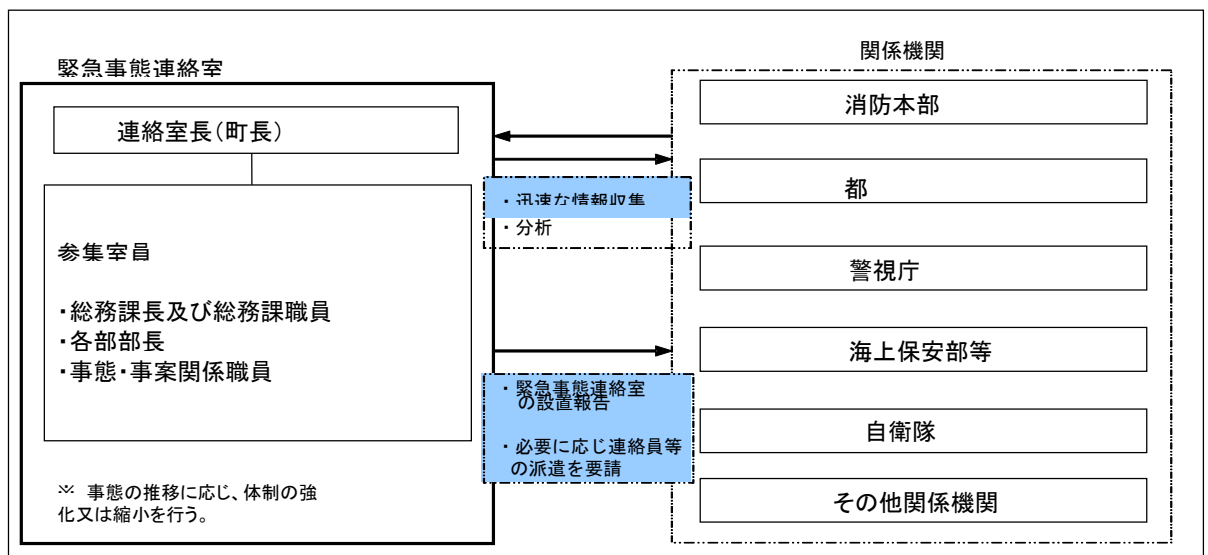 緊急事態連絡室
連絡室長(町長)
参集室員
・総務課長及び総務課職員
・各部部長
・事態・事案関係職員
※ 事態の推移に応じ、体制の強
化又は縮小を行う。
・迅速な情報収集
・分析
・緊急事態連絡室
の設置報告
・必要に応じ連絡員等
の派遣を要請
関係機関
消防本部
都
警視庁
海上保安部等
自衛隊
その他関係機関